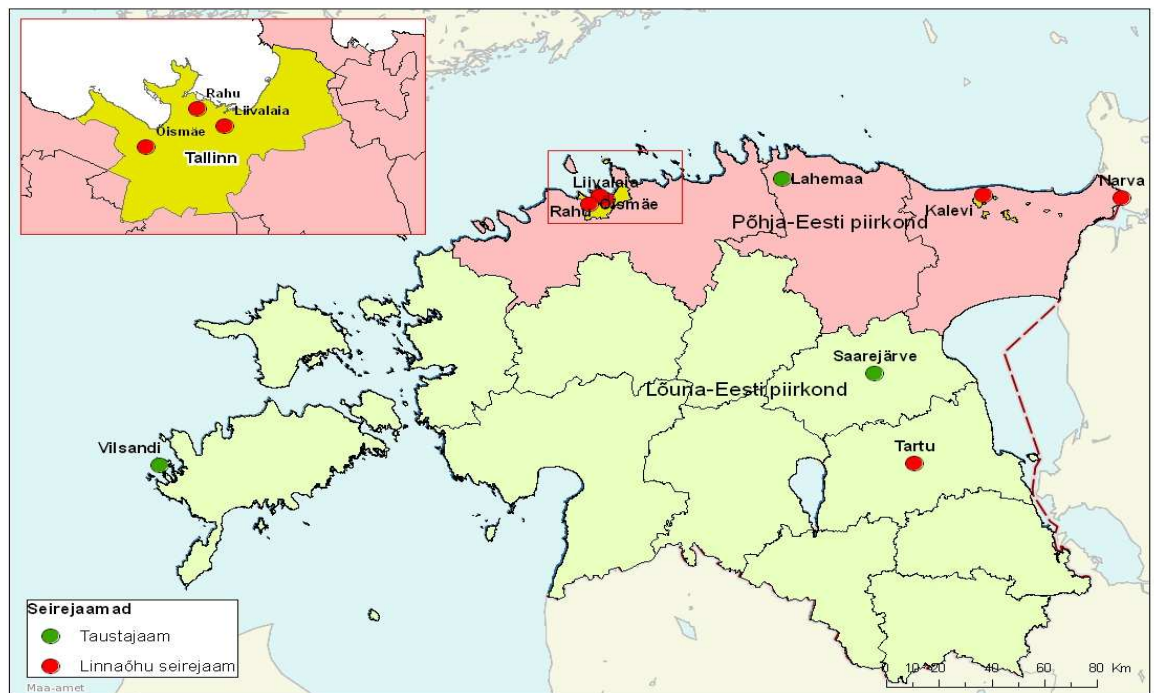 Rahu
Liivalaia
Õismäe
Tallinn
Liivalaia
Õismäe
Rahu
Lahemaa
Narva
Kalevi
Põhja-Eesti piirkond
Saarejärve
Lõuna-Eesti piirkond
Vilsandi
Tartu
Seirejaamad
Taustajaam
Linnaõhu seirejaam
0 10 20 40 60 80 Km
Maa-amet